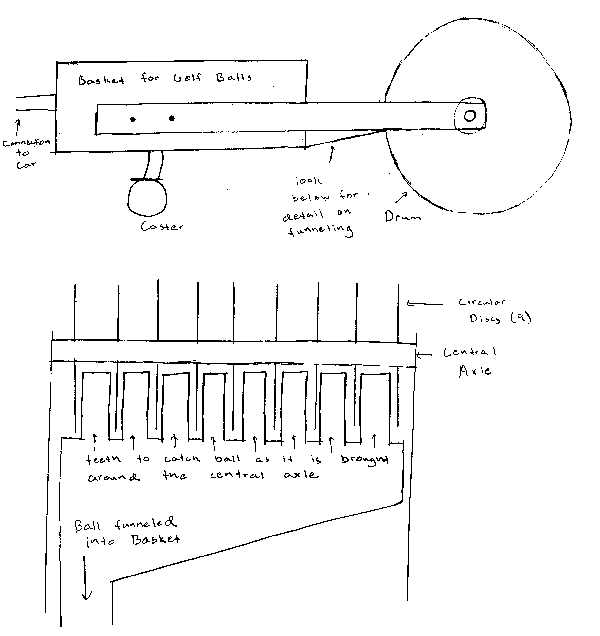 Basket for Golf Balls
Connection
to
Car
Caster
look
below for
detail on
funneling
Drum
Circular
Discs (9)
Central
Axle
teeth to catch ball as it is brought
around the central axle
Ball funneled
into Basket